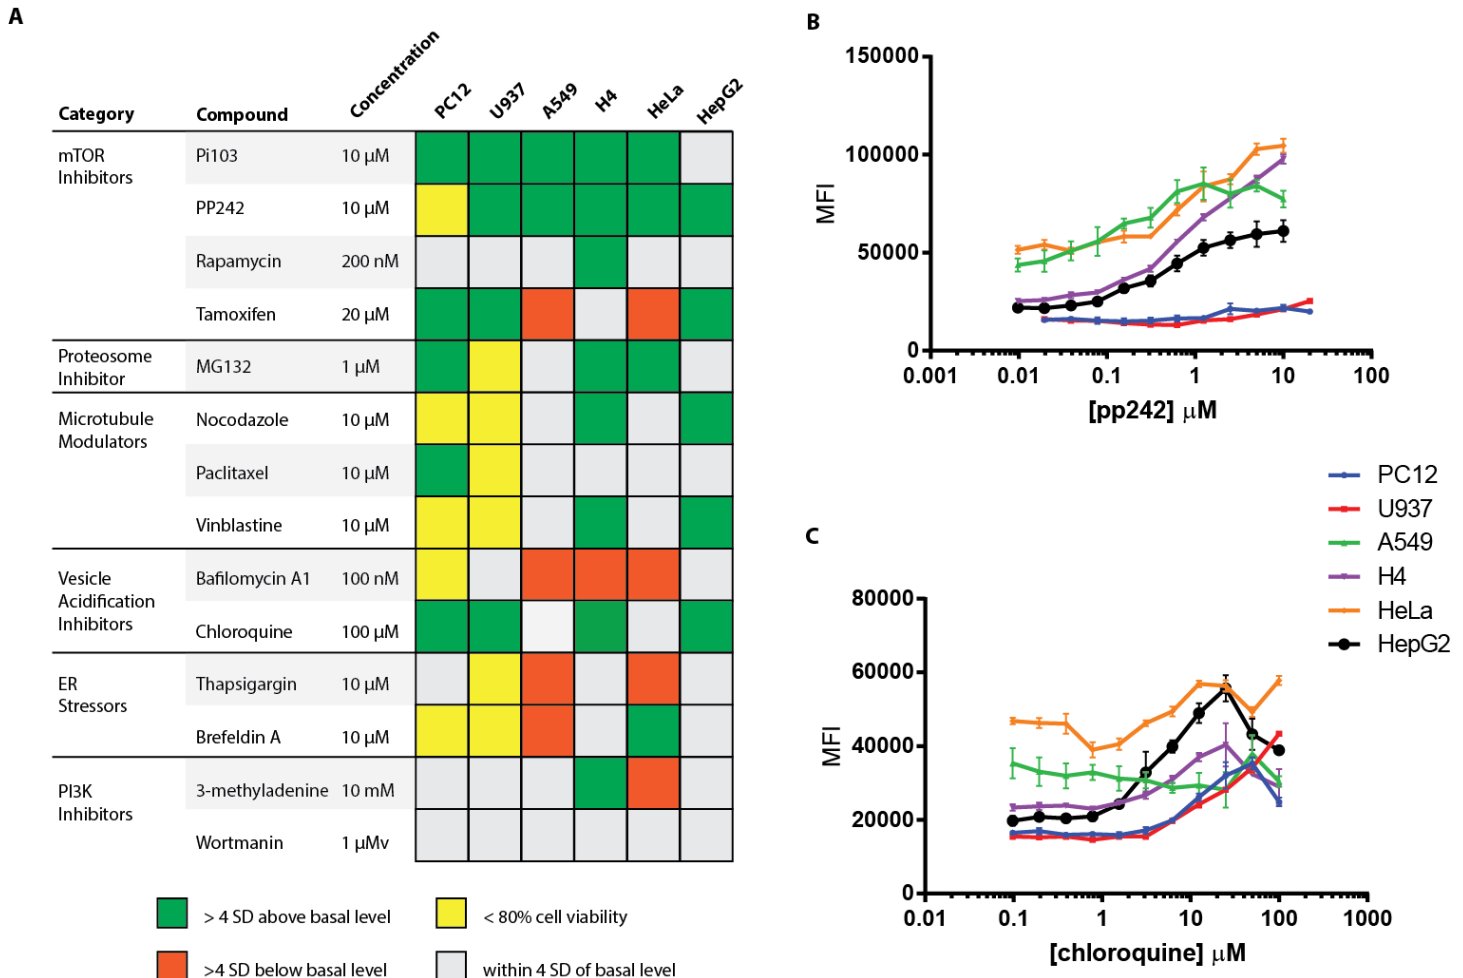 A
Category Compound Concentration PC12 U937 A549 H4 HeLa HepG2
mTOR
Inhibitors
Pi103 10 µM
PP242 10 µM
Rapamycin 200 nM
Tamoxifen 20 µM
Proteosome
Inhibitor
MG132 1 µM
Microtubule
Modulators
Nocodazole 10 µM
Paclitaxel 10 µM
Vinblastine 10 µM
Vesicle
Acidification
Inhibitors
Bafilomycin A1 100 nM
Chloroquine 100 µM
ER
Stressors
Thapsigargin 10 µM
Brefeldin A 10 µM
PI3K
Inhibitors
3-methyladenine 10 mM
Wortmanin 1 µMv
> 4 SD above basal level
< 80% cell viability
>4 SD below basal level
within 4 SD of basal level
B
150000
100000
50000
0
MFI
0.001 0.01 0.1 1 10 100
[pp242] µM
PC12
U937
A549
H4
HeLa
HepG2
C
80000
60000
40000
20000
0
MFI
0.01 0.1 1 10 100 1000
[chloroquine] µM